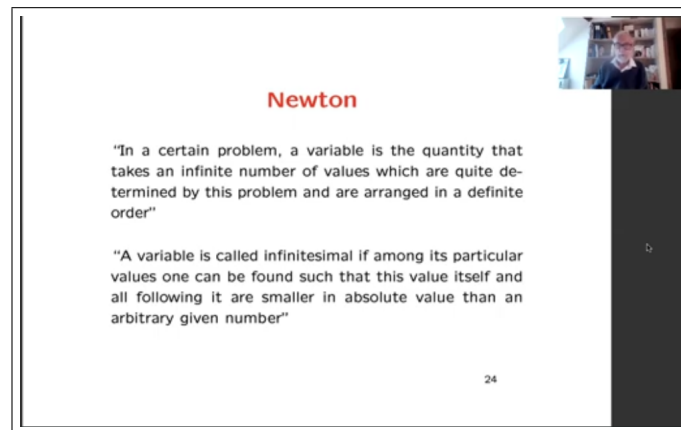 Newton
“In a certain problem, a variable is the quantity that
takes an infinite number of values which are quite de-
termined by this problem and are arranged in a definite
order”
“A variable is called infinitesimal if among its particular
values one can be found such that this value itself and
all following it are smaller in absolute value than an
arbitrary given number”
24